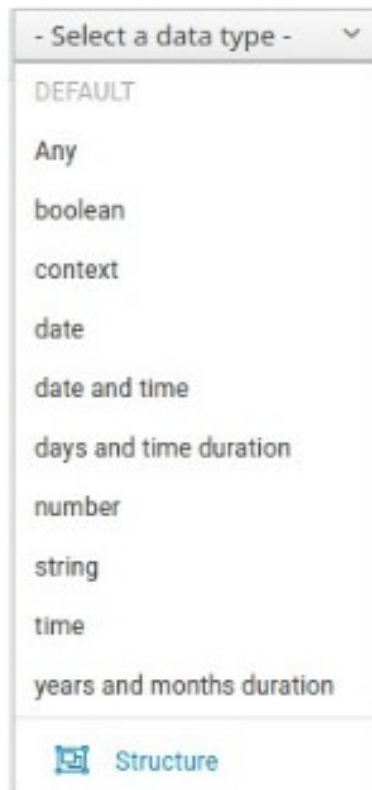 - Select a data type -
DEFAULT
Any
boolean
context
date
date and time
days and time duration
number
string
time
years and months duration
Structure